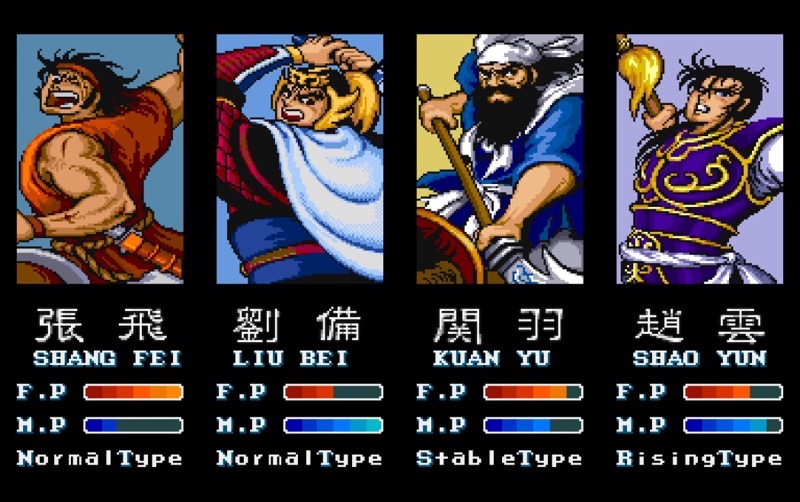 張飛 劉備 関羽 趙雲
SHANG FEI LIU BEI KUAN YU SHAO YUN
F.P F.P F.P F.P
M.P M.P M.P M.P
NormalType NormalType StableType RisingType